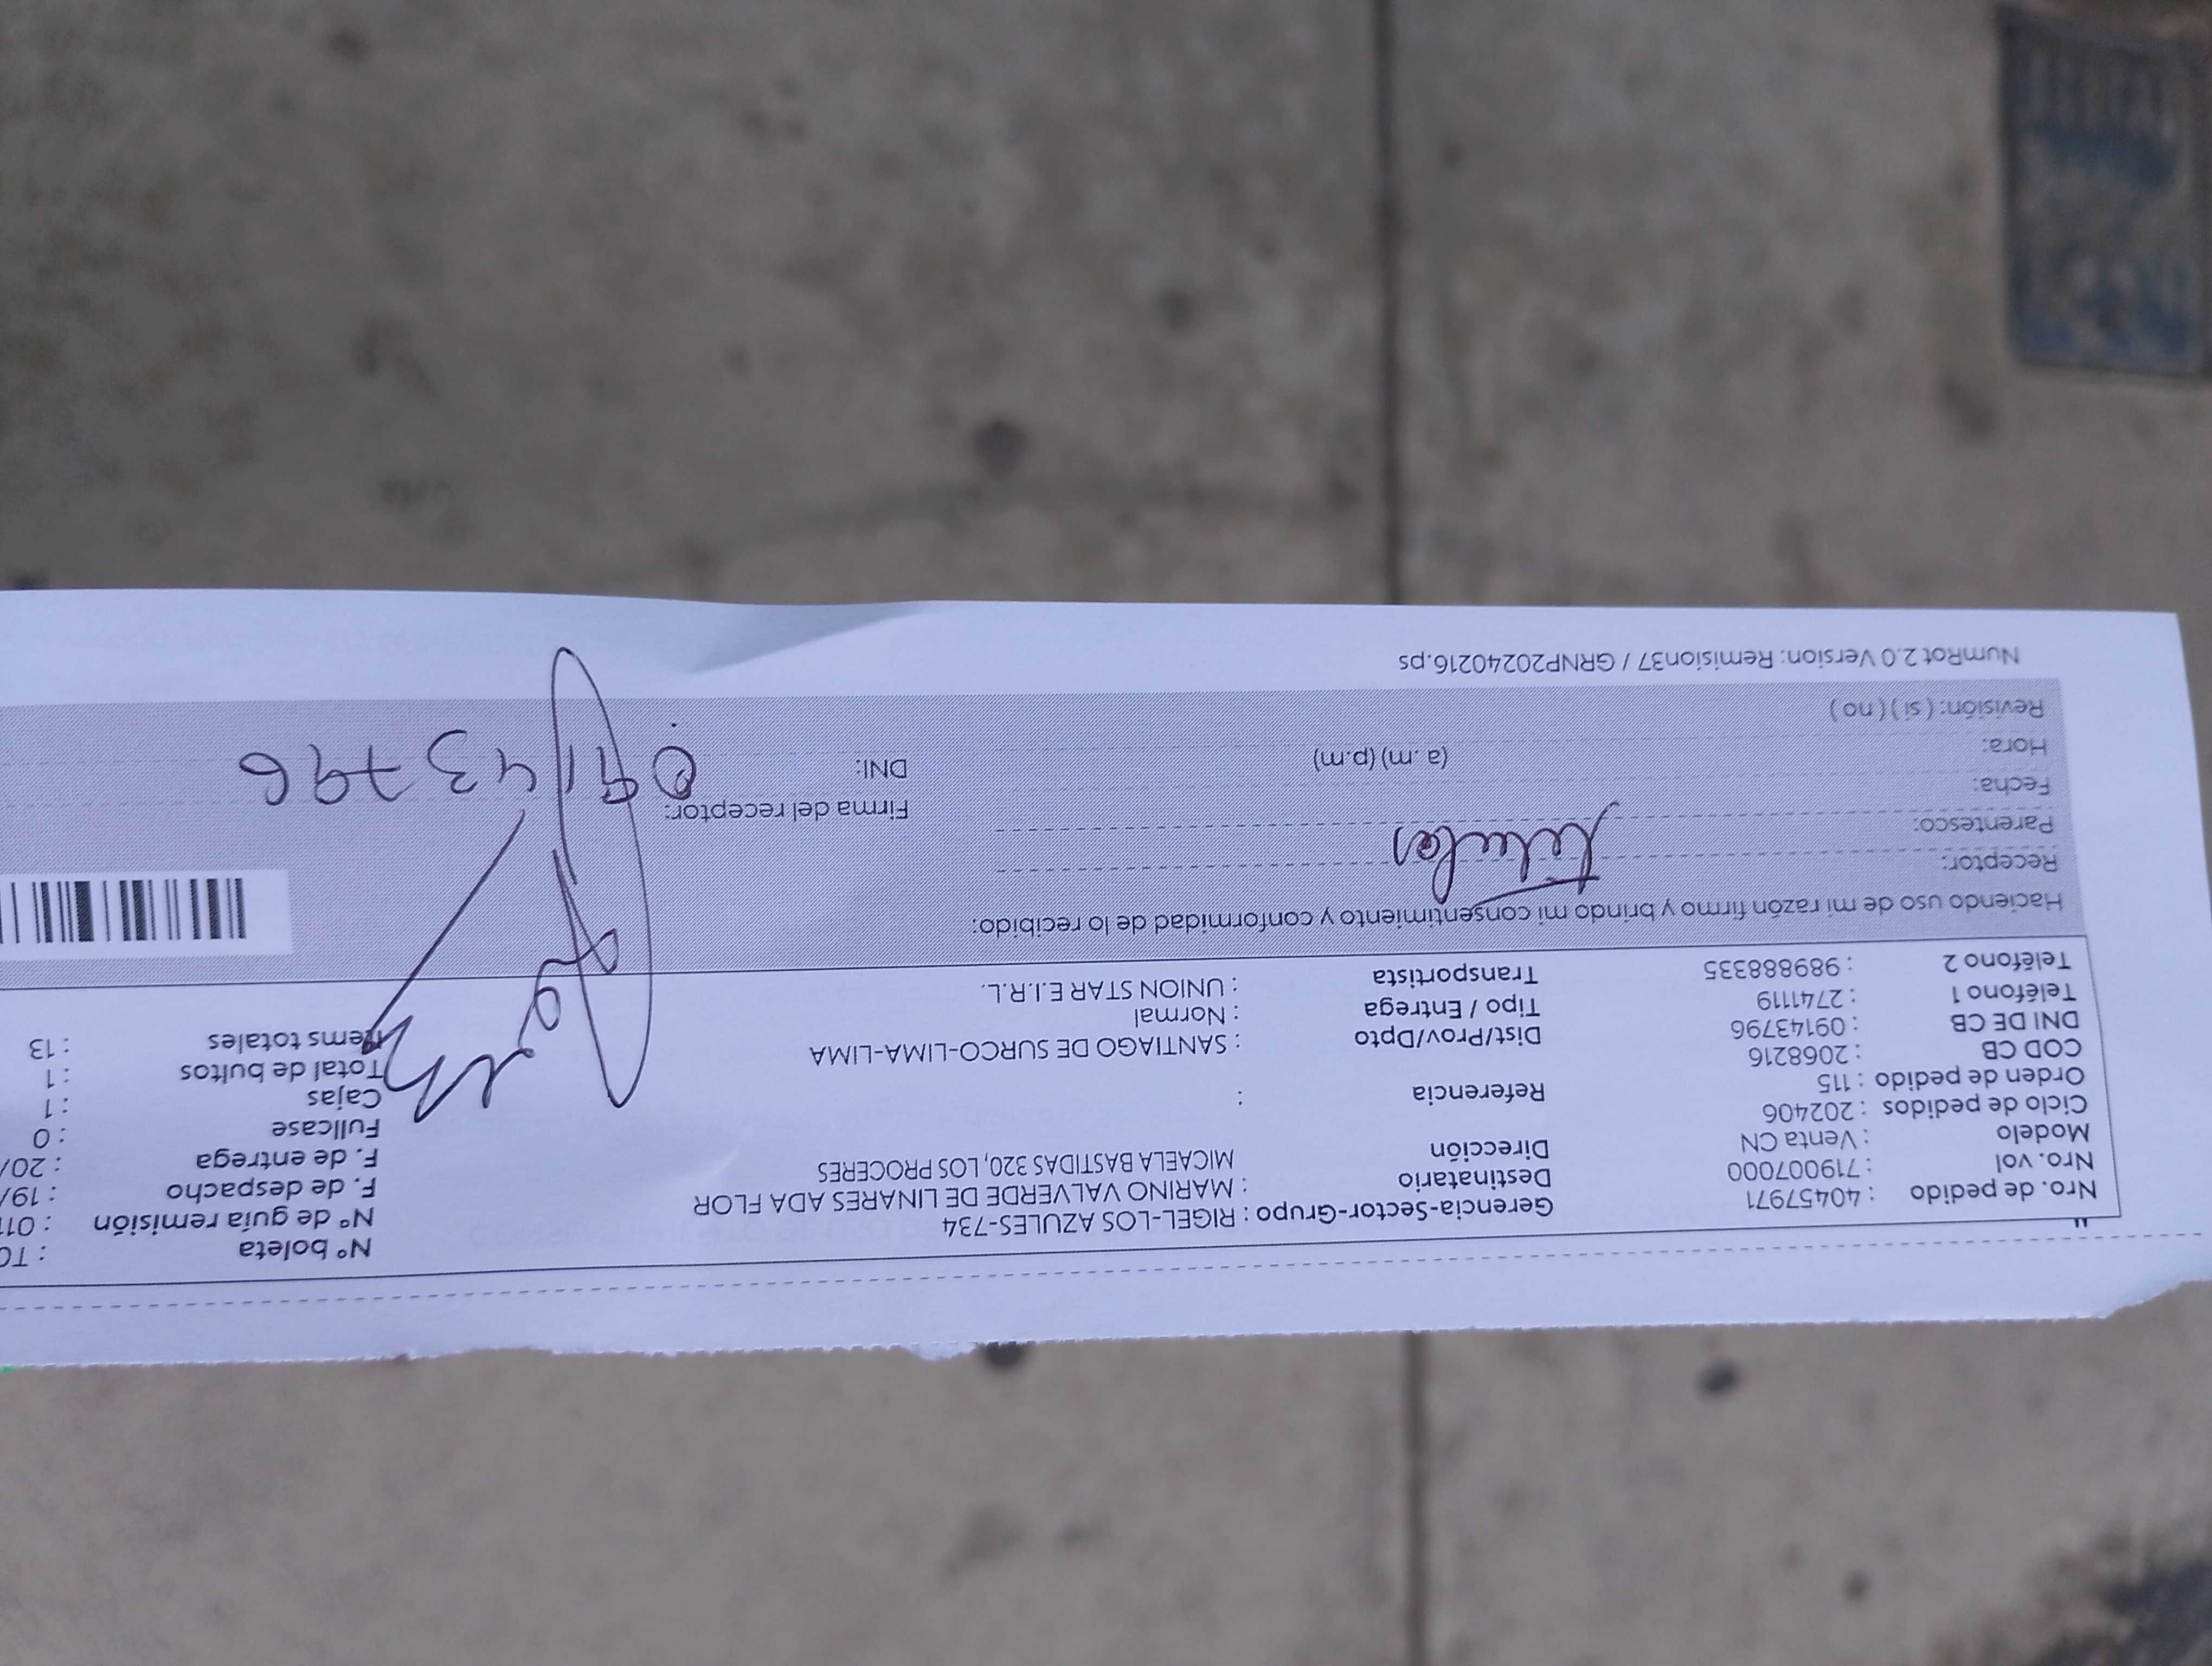 Nº boleta : T0
Nro. de pedido : 40457971 Gerencia-Sector-Grupo : RIGEL-LOS AZULES-734 Nº de guía remisión : 011
Nro. vol : 719007000 Destinatario : MARINO VALVERDE DE LINARES ADA FLOR F. de despacho : 19/
Modelo : Venta CN Dirección MICAELA BASTIDAS 320, LOS PROCERES F. de entrega : 20/
Ciclo de pedidos : 202406 Fullcase : 0
Orden de pedido : 115 Referencia : Cajas : 1
COD CB : 2068216 Total de bultos : 1
DNI DE CB : 09143796 Dist/Prov/Dpto : SANTIAGO DE SURCO-LIMA-LIMA Items totales : 13
Teléfono 1 : 2741119 Tipo / Entrega : Normal
Teléfono 2 : 989888335 Transportista : UNION STAR E.I.R.L.
Haciendo uso de mi razón firmo y brindo mi consentimiento y conformidad de lo recibido:
Receptor: titular
Parentesco:
Fecha: Firma del receptor:
Hora: (a. m) (p.m) DNI: 09143796
Revisión: ( si ) ( no )
NumRot 2.0 Version: Remision37 / GRNP20240216.ps